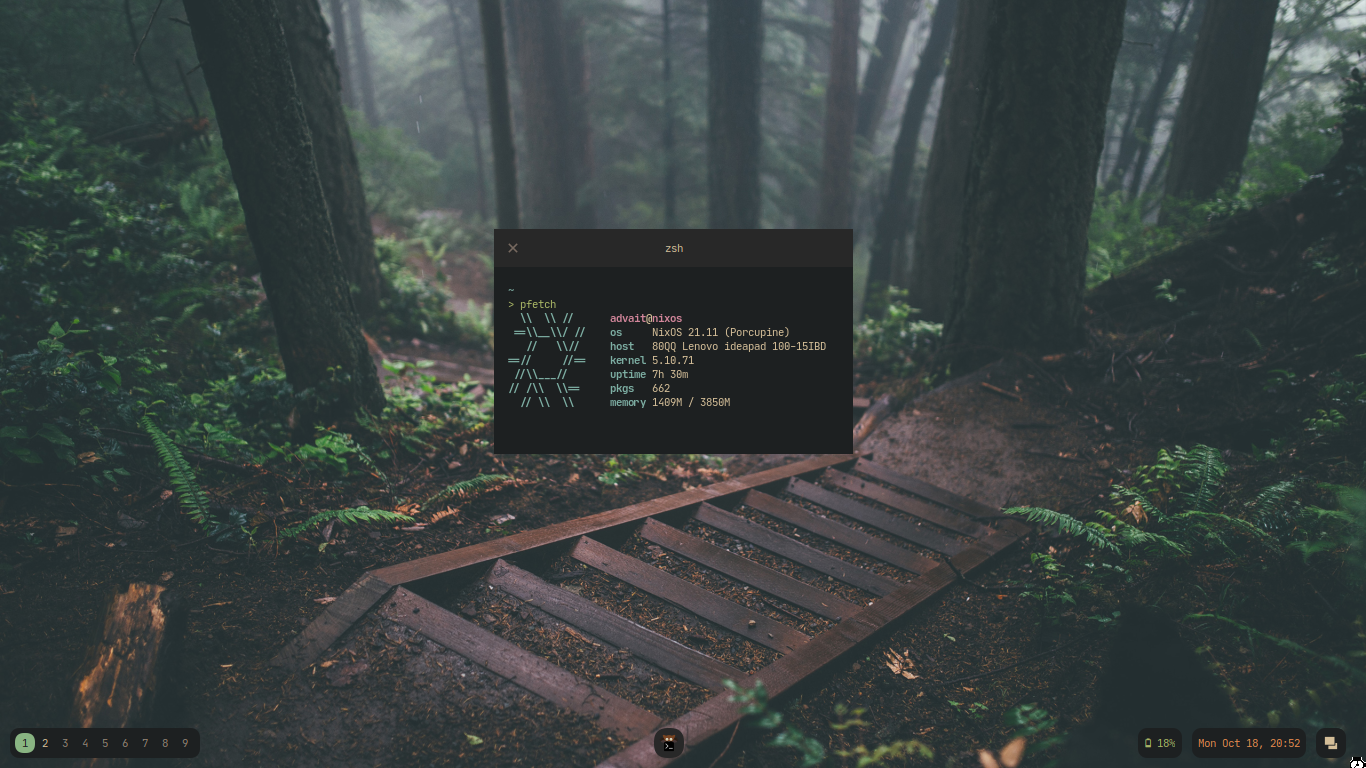 zsh
~
> pfetch
advait@nixos
os NixOS 21.11 (Porcupine)
host 80QQ Lenovo ideapad 100-15IBD
kernel 5.10.71
uptime 7h 30m
pkgs 662
memory 1409M / 3850M
1 2 3 4 5 6 7 8 9
18%
Mon Oct 18, 20:52